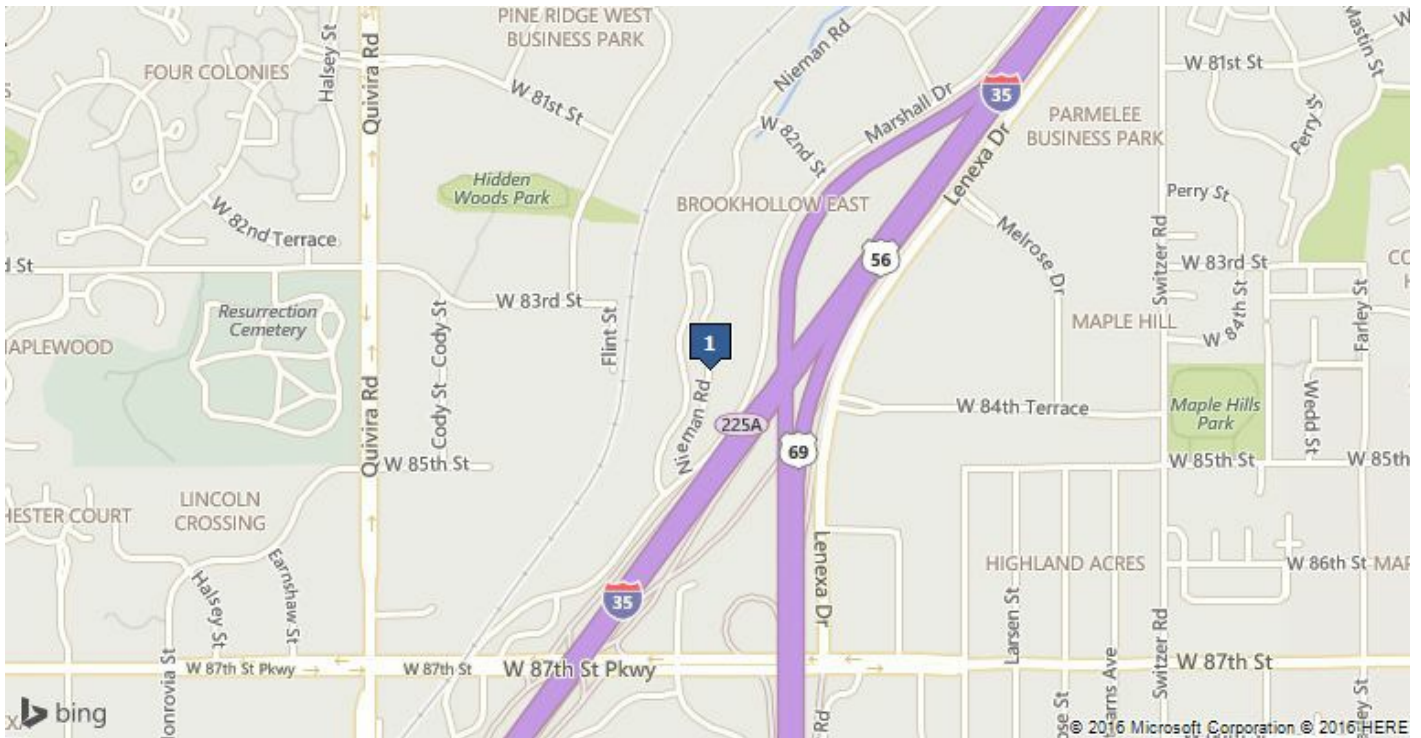 PINE RIDGE WEST
BUSINESS PARK
FOUR COLONIES
Halsey St
Quivira Rd
W 81st St
Nieman Rd
Marshall Dr
W 82nd St
35
Lenexa Dr
PARMELEE
BUSINESS PARK
W 81st St
Mastin St
Perry St
Perry St
Hidden
Woods Park
BROOKHOLLOW EAST
W 82nd Terrace
56
Melrose Dr
Switzer Rd
W 83rd St
d St
Resurrection
Cemetery
W 83rd St
Cody St
Cody St
Flint St
1
MAPLE HILL
W 84th St
Farley St
APLEWOOD
Quivira Rd
Nieman Rd
225A
W 84th Terrace
Maple Hills
Park
Wedd St
69
W 85th St
W 85th St
W 85th
LINCOLN
CROSSING
HESTER COURT
Halsey St
Earnshaw St
35
Lenexa Dr
HIGHLAND ACRES
W 86th St
MAP
Larsen St
Switzer Rd
W 87th St Pkwy
W 87th St
W 87th St Pkwy
W 87th St
onrovia St
bing
© 2016 Microsoft Corporation © 2016 HERE